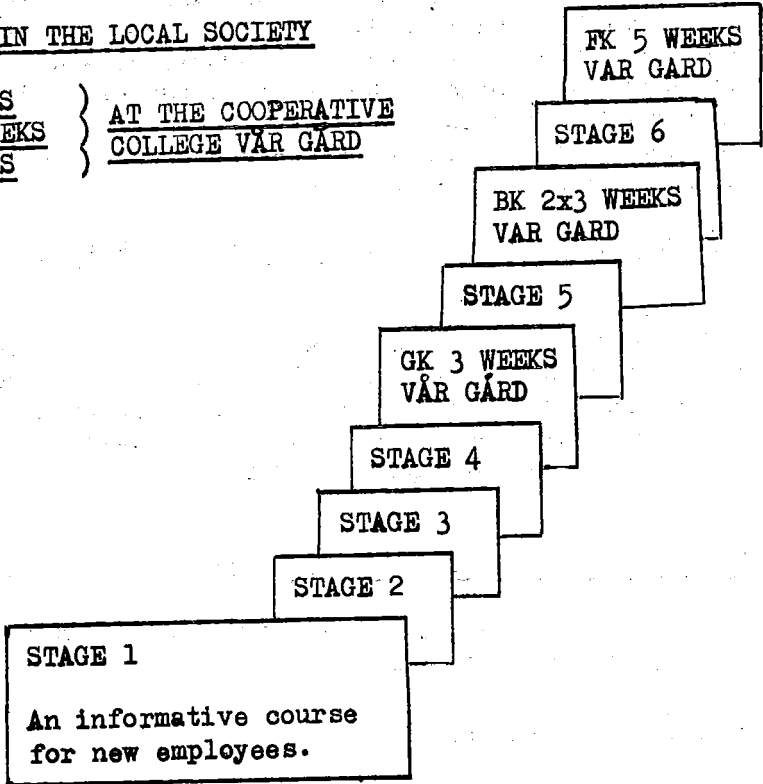 IN THE LOCAL SOCIETY
S
EKS
S
AT THE COOPERATIVE
COLLEGE VÅR GÅRD
FK 5 WEEKS
VAR GARD
STAGE 6
BK 2x3 WEEKS
VAR GARD
STAGE 5
GK 3 WEEKS
VÅR GÅRD
STAGE 4
STAGE 3
STAGE 2
STAGE 1
An informative course
for new employees.